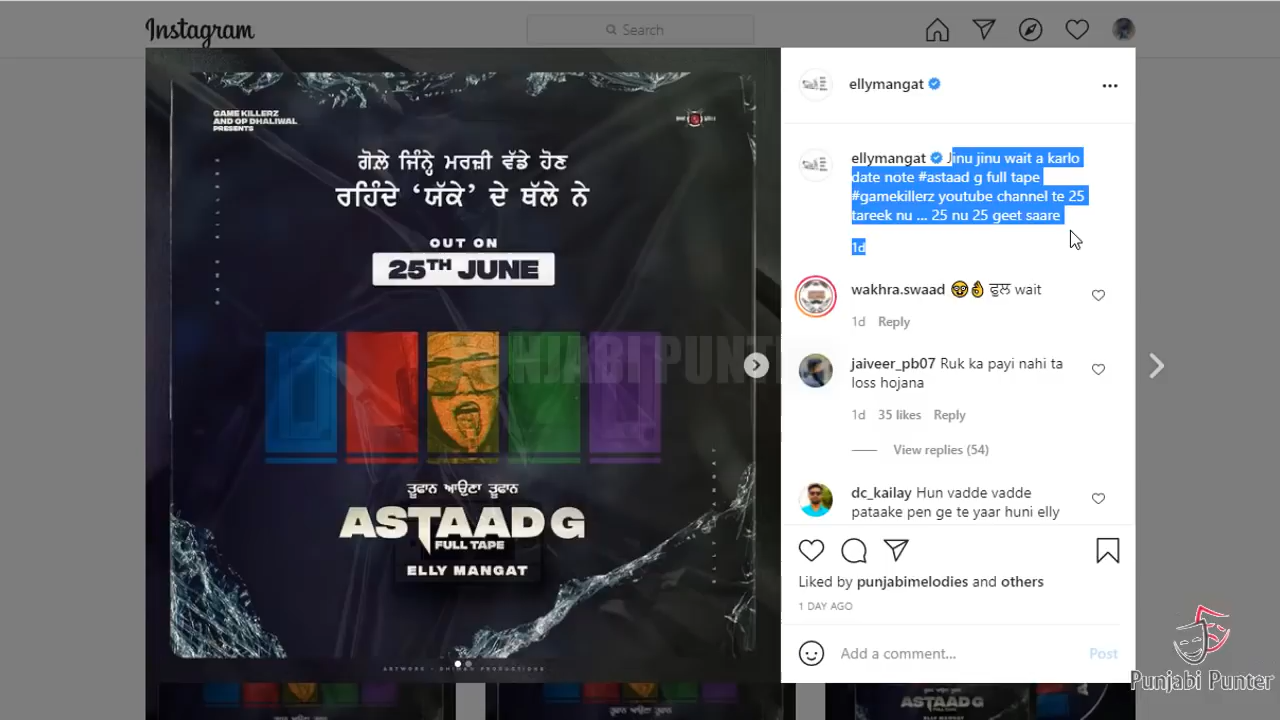 Instagram
Search
GAME KILLERZ
AND OP DHALIWAL
PRESENTS
ਗੋਲੇ ਜਿੰਨ੍ਹੇ ਮਰਜ਼ੀ ਵੱਡੇ ਹੋਣ
ਰਹਿੰਦੇ ‘ਯੱਕੇ’ ਦੇ ਥੱਲੇ ਨੇ
OUT ON
25TH JUNE
PUNJABI PUNTER
ਤੂਫਾਨ ਆਉਣਾ ਤੂਫਾਨ
ASTAAD G
FULL TAPE
ELLY MANGAT
ellymangat
ellymangat Jinu jinu wait a karlo
date note #astaad g full tape
#gamekillerz youtube channel te 25
tareek nu ... 25 nu 25 geet saare
1d
wakhra.swaad 🤓👌 ਫੁਲ wait
1d Reply
jaiveer_pb07 Ruk ka payi nahi ta
loss hojana
1d 35 likes Reply
View replies (54)
dc_kailay Hun vadde vadde
pataake pen ge te yaar huni elly
Liked by punjabimelodies and others
1 DAY AGO
Add a comment... Post
Punjabi Punter
ASTAAD G